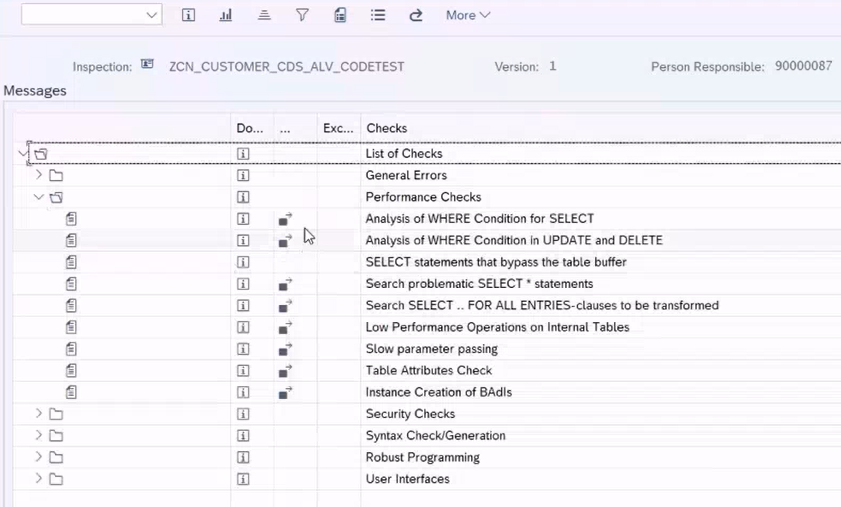 More
Inspection: ZCN_CUSTOMER_CDS_ALV_CODETEST Version: 1 Person Responsible: 90000087
Messages
Do... ... Exc... Checks
List of Checks
General Errors
Performance Checks
Analysis of WHERE Condition for SELECT
Analysis of WHERE Condition in UPDATE and DELETE
SELECT statements that bypass the table buffer
Search problematic SELECT * statements
Search SELECT .. FOR ALL ENTRIES-clauses to be transformed
Low Performance Operations on Internal Tables
Slow parameter passing
Table Attributes Check
Instance Creation of BAdIs
Security Checks
Syntax Check/Generation
Robust Programming
User Interfaces